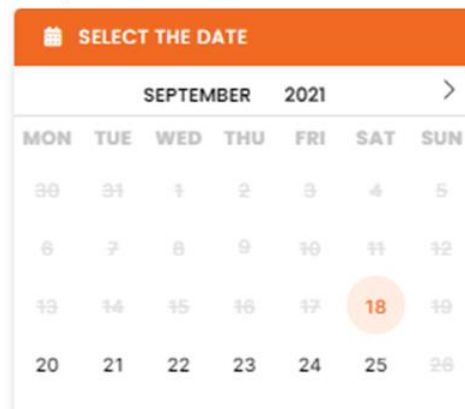 SELECT THE DATE
SEPTEMBER 2021
MON TUE WED THU FRI SAT SUN
30 31 1 2 3 4 5
6 7 8 9 10 11 12
13 14 15 16 17 18 19
20 21 22 23 24 25 26